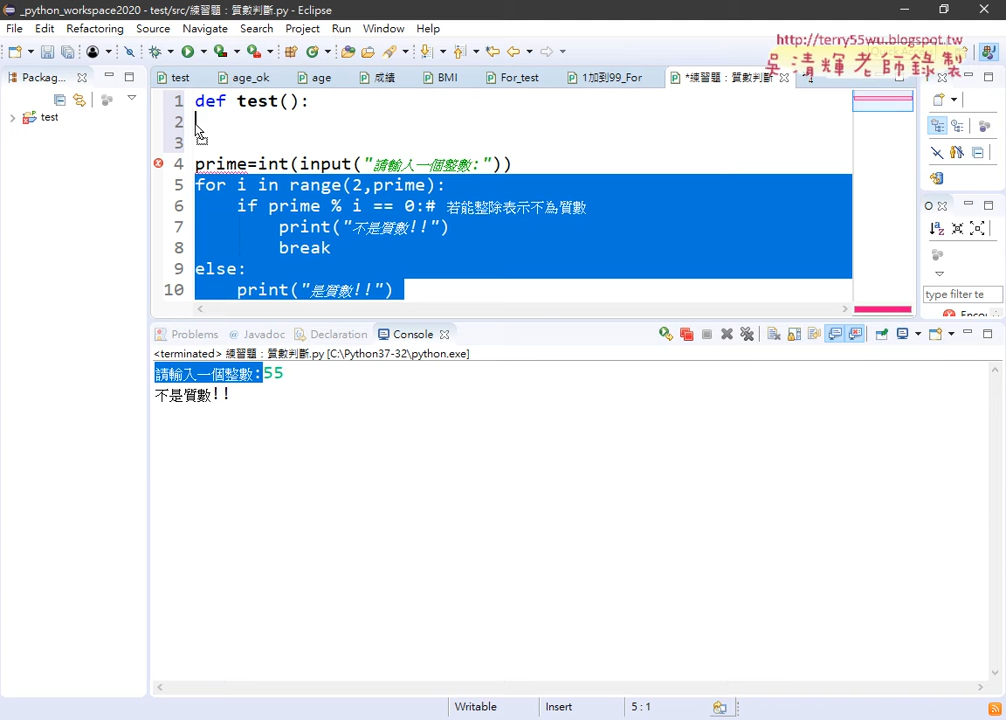 _python_workspace2020 - test/src/練習題：質數判斷.py - Eclipse
File Edit Refactoring Source Navigate Search Project Run Window Help
http://terry55wu.blogspot.tw
吳清輝老師錄製
Packag...
test age_ok age 成績 BMI For_test 1加到99_For *練習題：質數判斷
test
1 def test():
2
3
4 prime=int(input("請輸入一個整數:"))
5 for i in range(2,prime):
6 if prime % i == 0:# 若能整除表示不為質數
7 print("不是質數!!")
8 break
9 else:
10 print("是質數!!")
type filter te
Problems Javadoc Declaration Console
<terminated> 練習題：質數判斷.py [C:\Python37-32\python.exe]
請輸入一個整數:55
不是質數!!
Writable Insert 5 : 1